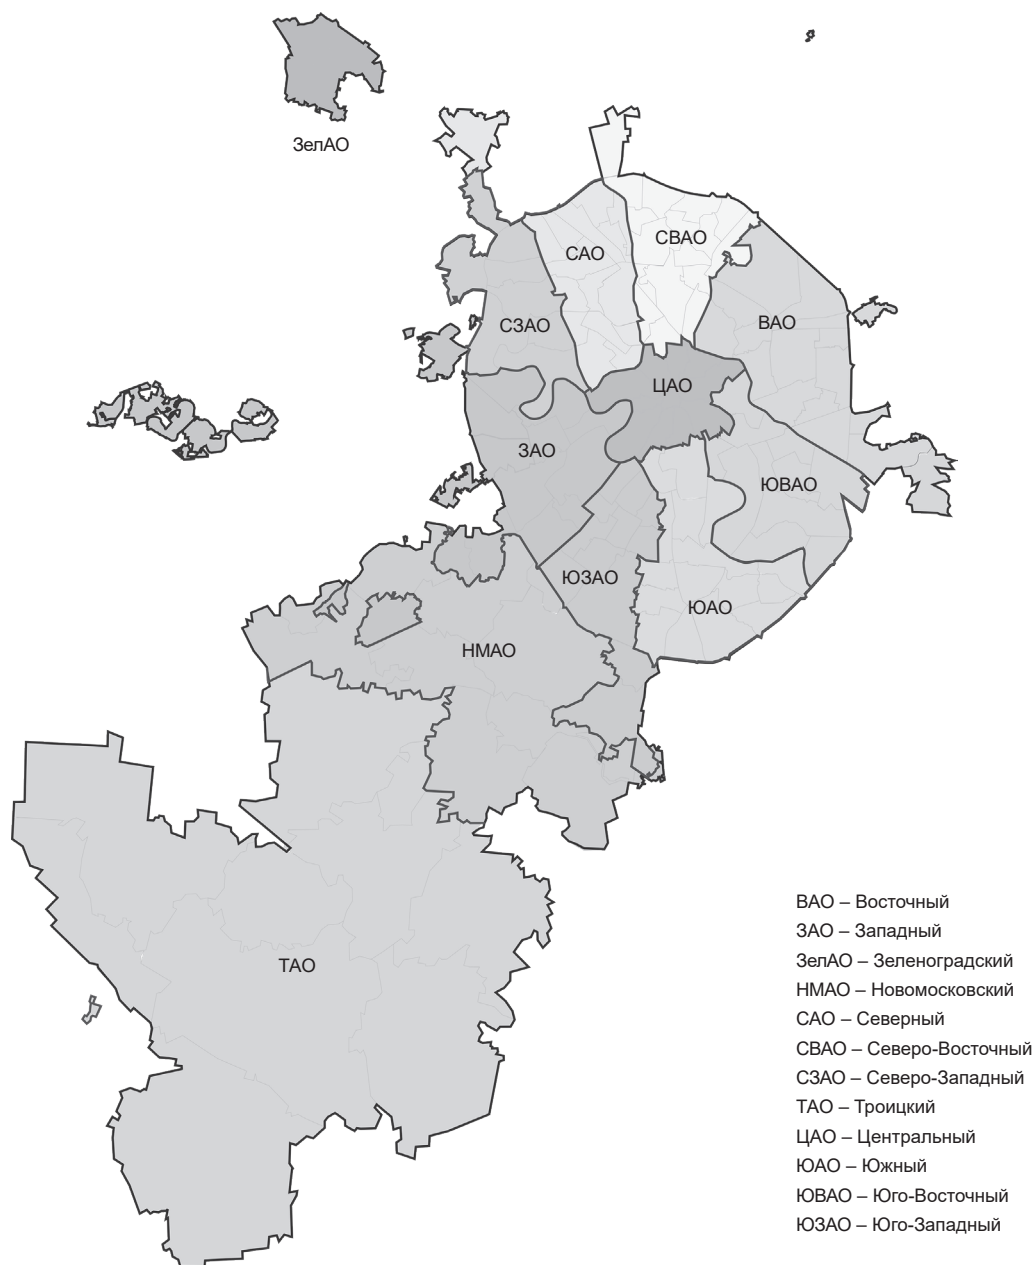 ЗелАО
СВАО
САО
ВАО
СЗАО
ЦАО
ЗАО
ЮВАО
ЮЗАО
ЮАО
НМАО
ТАО
ВАО – Восточный
ЗАО – Западный
ЗелАО – Зеленоградский
НМАО – Новомосковский
САО – Северный
СВАО – Северо-Восточный
СЗАО – Северо-Западный
ТАО – Троицкий
ЦАО – Центральный
ЮАО – Южный
ЮВАО – Юго-Восточный
ЮЗАО – Юго-Западный